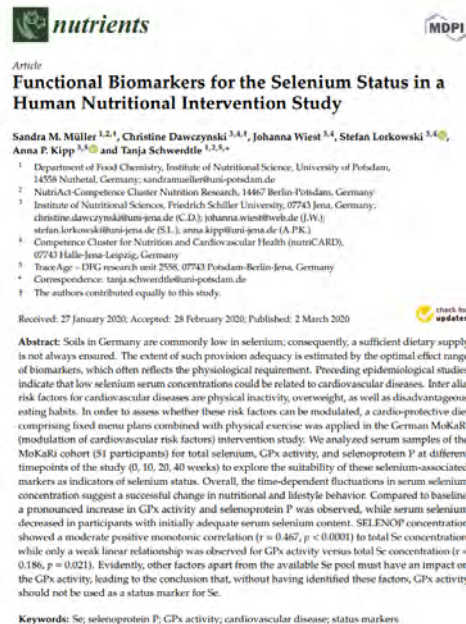 nutrients
MDPI
Article
Functional Biomarkers for the Selenium Status in a
Human Nutritional Intervention Study
Sandra M. Müller 1,2,†, Christine Dawczynski 3,4,†, Johanna Wiest 3,4, Stefan Lorkowski 3,4,
Anna P. Kipp 3,5 and Tanja Schwerdtle 1,2,5,*
1 Department of Food Chemistry, Institute of Nutritional Science, University of Potsdam,
14558 Nuthetal, Germany; sandramueller@uni-potsdam.de
2 NutriAct-Competence Cluster Nutrition Research, 14467 Berlin-Potsdam, Germany
3 Institute of Nutritional Sciences, Friedrich Schiller University, 07743 Jena, Germany;
christine.dawczynski@uni-jena.de (C.D.); johanna.wiest@web.de (J.W.);
stefan.lorkowski@uni-jena.de (S.L.); anna.kipp@uni-jena.de (A.P.K.)
4 Competence Cluster for Nutrition and Cardiovascular Health (nutriCARD),
07743 Halle-Jena-Leipzig, Germany
5 TraceAge – DFG research unit 2558, 07743 Potsdam-Berlin-Jena, Germany
* Correspondence: tanja.schwerdtle@uni-potsdam.de
† The authors contributed equally to this study.
Received: 27 January 2020; Accepted: 28 February 2020; Published: 2 March 2020
check for
updates
Abstract: Soils in Germany are commonly low in selenium; consequently, a sufficient dietary supply
is not always ensured. The extent of such provision adequacy is estimated by the optimal effect range
of biomarkers, which often reflects the physiological requirement. Preceding epidemiological studies
indicate that low selenium serum concentrations could be related to cardiovascular diseases. Inter alia
risk factors for cardiovascular diseases are physical inactivity, overweight, as well as disadvantageous
eating habits. In order to assess whether these risk factors can be modulated, a cardio-protective diet
comprising fixed menu plans combined with physical exercise was applied in the German MoKaRi
(modulation of cardiovascular risk factors) intervention study. We analyzed serum samples of the
MoKaRi cohort (51 participants) for total selenium, GPx activity, and selenoprotein P at different
timepoints of the study (0, 10, 20, 40 weeks) to explore the suitability of these selenium-associated
markers as indicators of selenium status. Overall, the time-dependent fluctuations in serum selenium
concentration suggest a successful change in nutritional and lifestyle behavior. Compared to baseline
a pronounced increase in GPx activity and selenoprotein P was observed, while serum selenium
decreased in participants with initially adequate serum selenium content. SELENOP concentration
showed a moderate positive monotonic correlation (r = 0.467, p < 0.0001) to total Se concentration
while only a weak linear relationship was observed for GPx activity versus total Se concentration (r =
0.186, p = 0.021). Evidently, other factors apart from the available Se pool must have an impact on
the GPx activity, leading to the conclusion that, without having identified these factors, GPx activity
should not be used as a status marker for Se.
Keywords: Se; selenoprotein P; GPx activity; cardiovascular disease; status markers